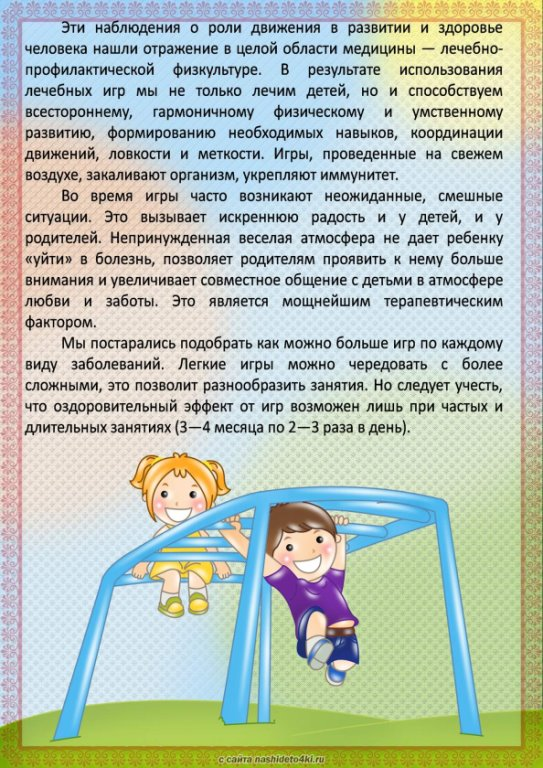 Эти наблюдения о роли движения в развитии и здоровье
человека нашли отражение в целой области медицины — лечебно-
профилактической физкультуре. В результате использования
лечебных игр мы не только лечим детей, но и способствуем
всестороннему, гармоничному физическому и умственному
развитию, формированию необходимых навыков, координации
движений, ловкости и меткости. Игры, проведенные на свежем
воздухе, закаливают организм, укрепляют иммунитет.
Во время игры часто возникают неожиданные, смешные
ситуации. Это вызывает искреннюю радость и у детей, и у
родителей. Непринужденная веселая атмосфера не дает ребенку
«уйти» в болезнь, позволяет родителям проявить к нему больше
внимания и увеличивает совместное общение с детьми в атмосфере
любви и заботы. Это является мощнейшим терапевтическим
фактором.
Мы постарались подобрать как можно больше игр по каждому
виду заболеваний. Легкие игры можно чередовать с более
сложными, это позволит разнообразить занятия. Но следует учесть,
что оздоровительный эффект от игр возможен лишь при частых и
длительных занятиях (3—4 месяца по 2—3 раза в день).
с сайта nashideto4ki.ru